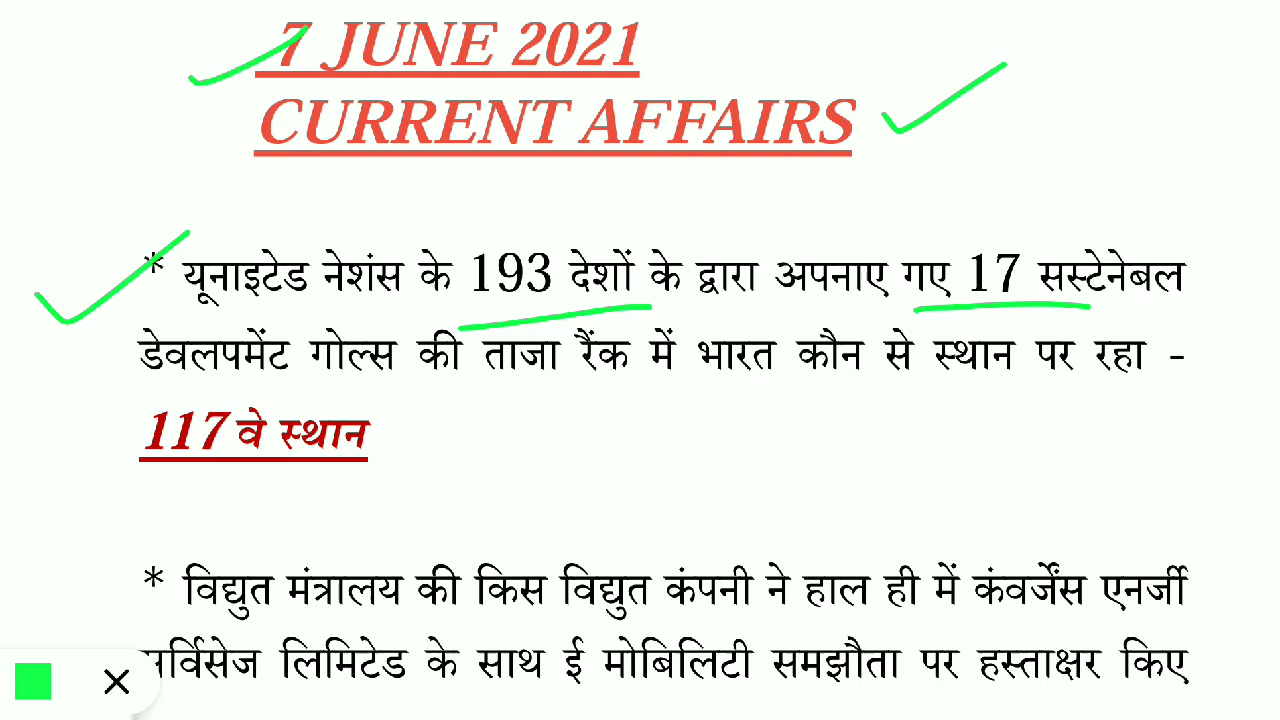 7 JUNE 2021
CURRENT AFFAIRS
* यूनाइटेड नेशंस के 193 देशों के द्वारा अपनाए गए 17 सस्टेनेबल
डेवलपमेंट गोल्स की ताजा रैंक में भारत कौन से स्थान पर रहा -
117 वे स्थान
* विद्युत मंत्रालय की किस विद्युत कंपनी ने हाल ही में कंवर्जेंस एनर्जी
सर्विसेज लिमिटेड के साथ ई मोबिलिटी समझौता पर हस्ताक्षर किए